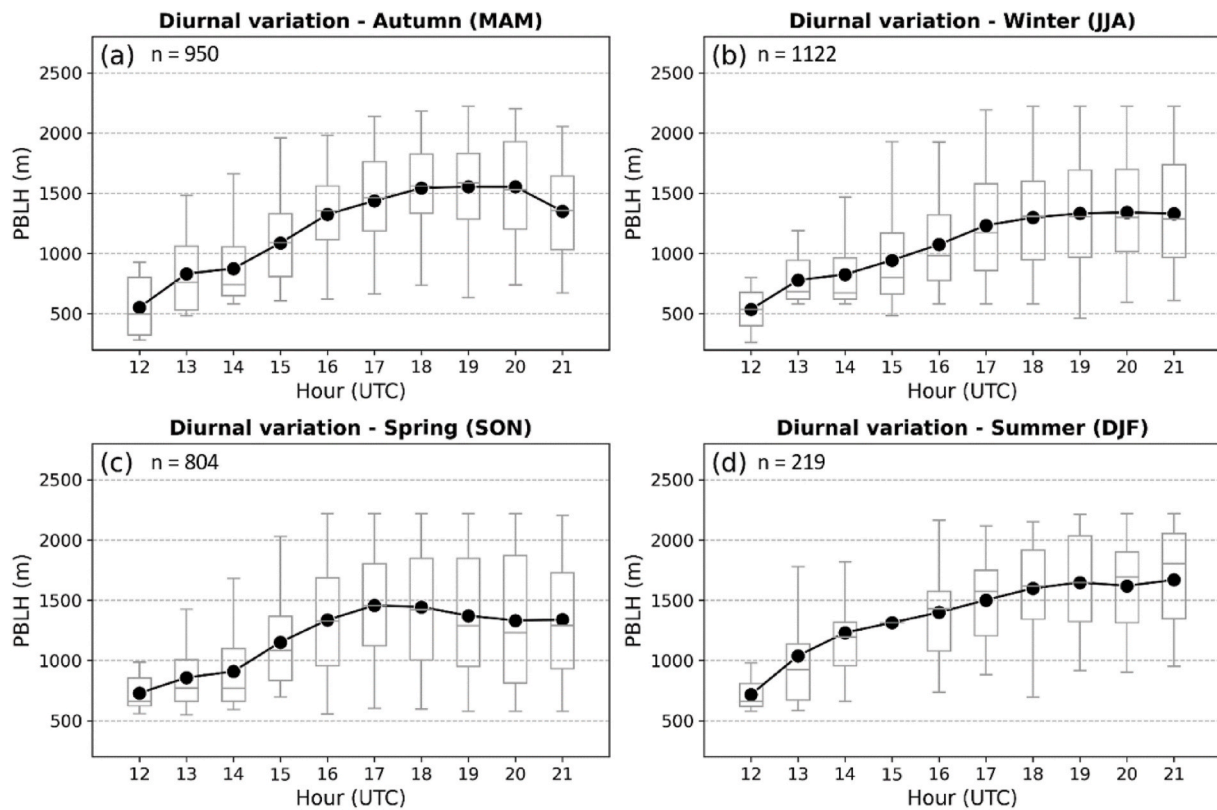 Diurnal variation - Autumn (MAM)
(a) n = 950
2500
2000
1500
1000
500
PBLH (m)
12 13 14 15 16 17 18 19 20 21
Hour (UTC)
Diurnal variation - Winter (JJA)
(b) n = 1122
2500
2000
1500
1000
500
PBLH (m)
12 13 14 15 16 17 18 19 20 21
Hour (UTC)
Diurnal variation - Spring (SON)
(c) n = 804
2500
2000
1500
1000
500
PBLH (m)
12 13 14 15 16 17 18 19 20 21
Hour (UTC)
Diurnal variation - Summer (DJF)
(d) n = 219
2500
2000
1500
1000
500
PBLH (m)
12 13 14 15 16 17 18 19 20 21
Hour (UTC)